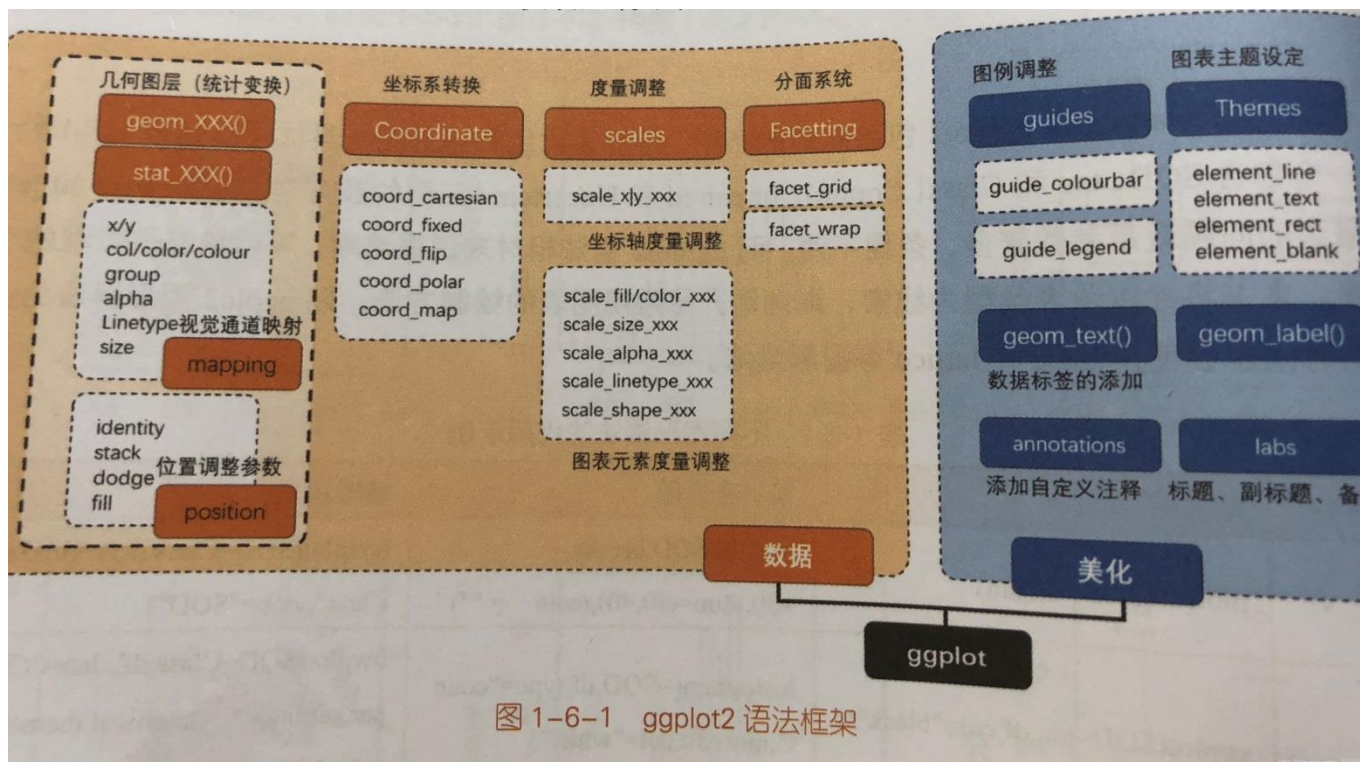 几何图层（统计变换）
geom_XXX()
stat_XXX()
x/y
col/color/colour
group
alpha
Linetype视觉通道映射
size
mapping
identity
stack
dodge
位置调整参数
fill
position
坐标系转换
Coordinate
coord_cartesian
coord_fixed
coord_flip
coord_polar
coord_map
度量调整
scales
scale_x|y_xxx
坐标轴度量调整
scale_fill/color_xxx
scale_size_xxx
scale_alpha_xxx
scale_linetype_xxx
scale_shape_xxx
图表元素度量调整
分面系统
Facetting
facet_grid
facet_wrap
数据
图例调整
guides
guide_colourbar
guide_legend
图表主题设定
Themes
element_line
element_text
element_rect
element_blank
geom_text()
数据标签的添加
geom_label()
annotations
添加自定义注释
labs
标题、副标题、备
美化
ggplot
图1-6-1 ggplot2 语法框架